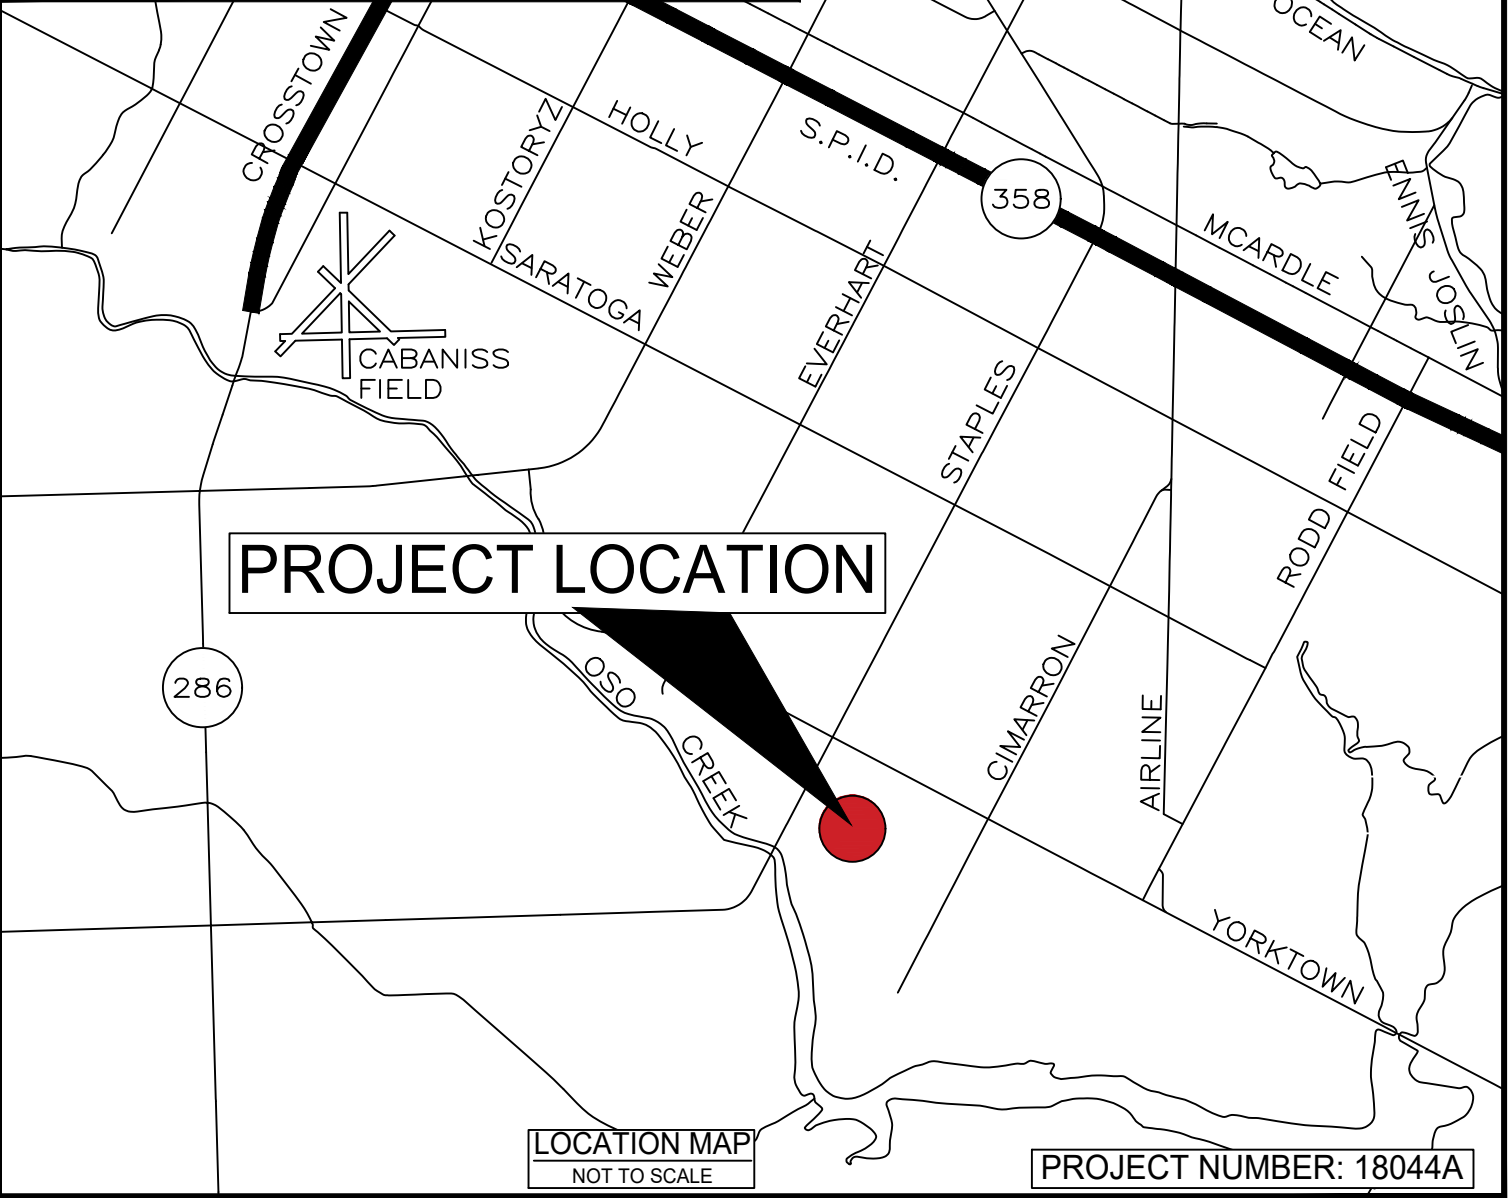 OCEAN
CROSSTOWN
KOSTORYZ
HOLLY
S.P.I.D.
358
ENNIS JOSLIN
WEBER
MCARDLE
SARATOGA
EVERHART
CABANISS
FIELD
STAPLES
RODD FIELD
PROJECT LOCATION
286
OSO
CREEK
CIMARRON
AIRLINE
YORKTOWN
LOCATION MAP
NOT TO SCALE
PROJECT NUMBER: 18044A